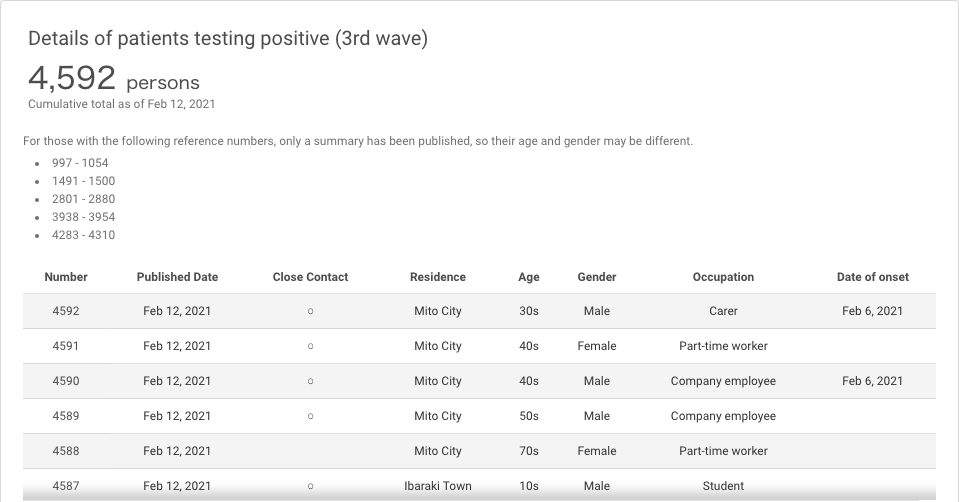 Details of patients testing positive (3rd wave)
4,592 persons
Cumulative total as of Feb 12, 2021
For those with the following reference numbers, only a summary has been published, so their age and gender may be different.
• 997 - 1054
• 1491 - 1500
• 2801 - 2880
• 3938 - 3954
• 4283 - 4310
Number Published Date Close Contact Residence Age Gender Occupation Date of onset
4592 Feb 12, 2021 ○ Mito City 30s Male Carer Feb 6, 2021
4591 Feb 12, 2021 ○ Mito City 40s Female Part-time worker
4590 Feb 12, 2021 ○ Mito City 40s Male Company employee Feb 6, 2021
4589 Feb 12, 2021 ○ Mito City 50s Male Company employee
4588 Feb 12, 2021 Mito City 70s Female Part-time worker
4587 Feb 12, 2021 ○ Ibaraki Town 10s Male Student